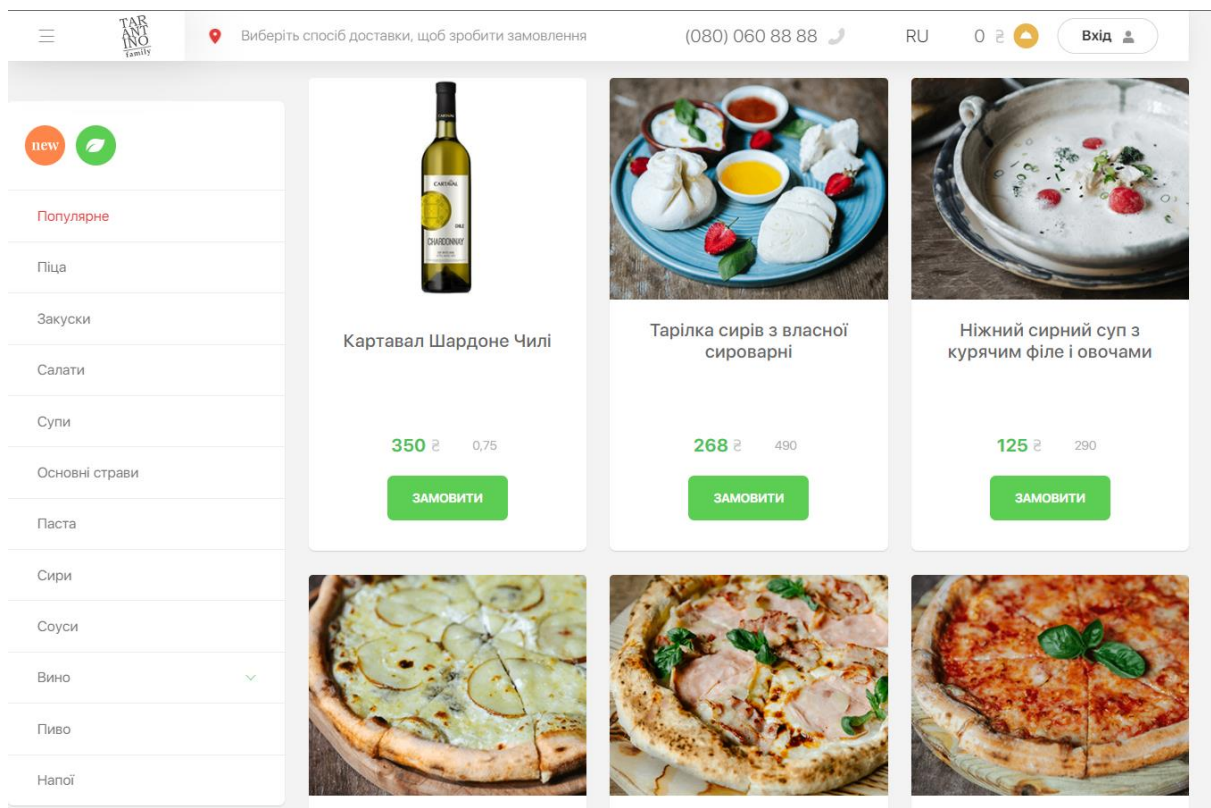 TAR
ANT
INO
family
Виберіть спосіб доставки, щоб зробити замовлення
(080) 060 88 88
RU
0 ₴
Вхід
new
Популярне
Піца
Закуски
Салати
Супи
Основні страви
Паста
Сири
Соуси
Вино
Пиво
Напої
CARTAVAL
CHARDONNAY
Картавал Шардоне Чилі
350 ₴ 0,75
ЗАМОВИТИ
Тарілка сирів з власної
сироварні
268 ₴ 490
ЗАМОВИТИ
Ніжний сирний суп з
курячим філе і овочами
125 ₴ 290
ЗАМОВИТИ